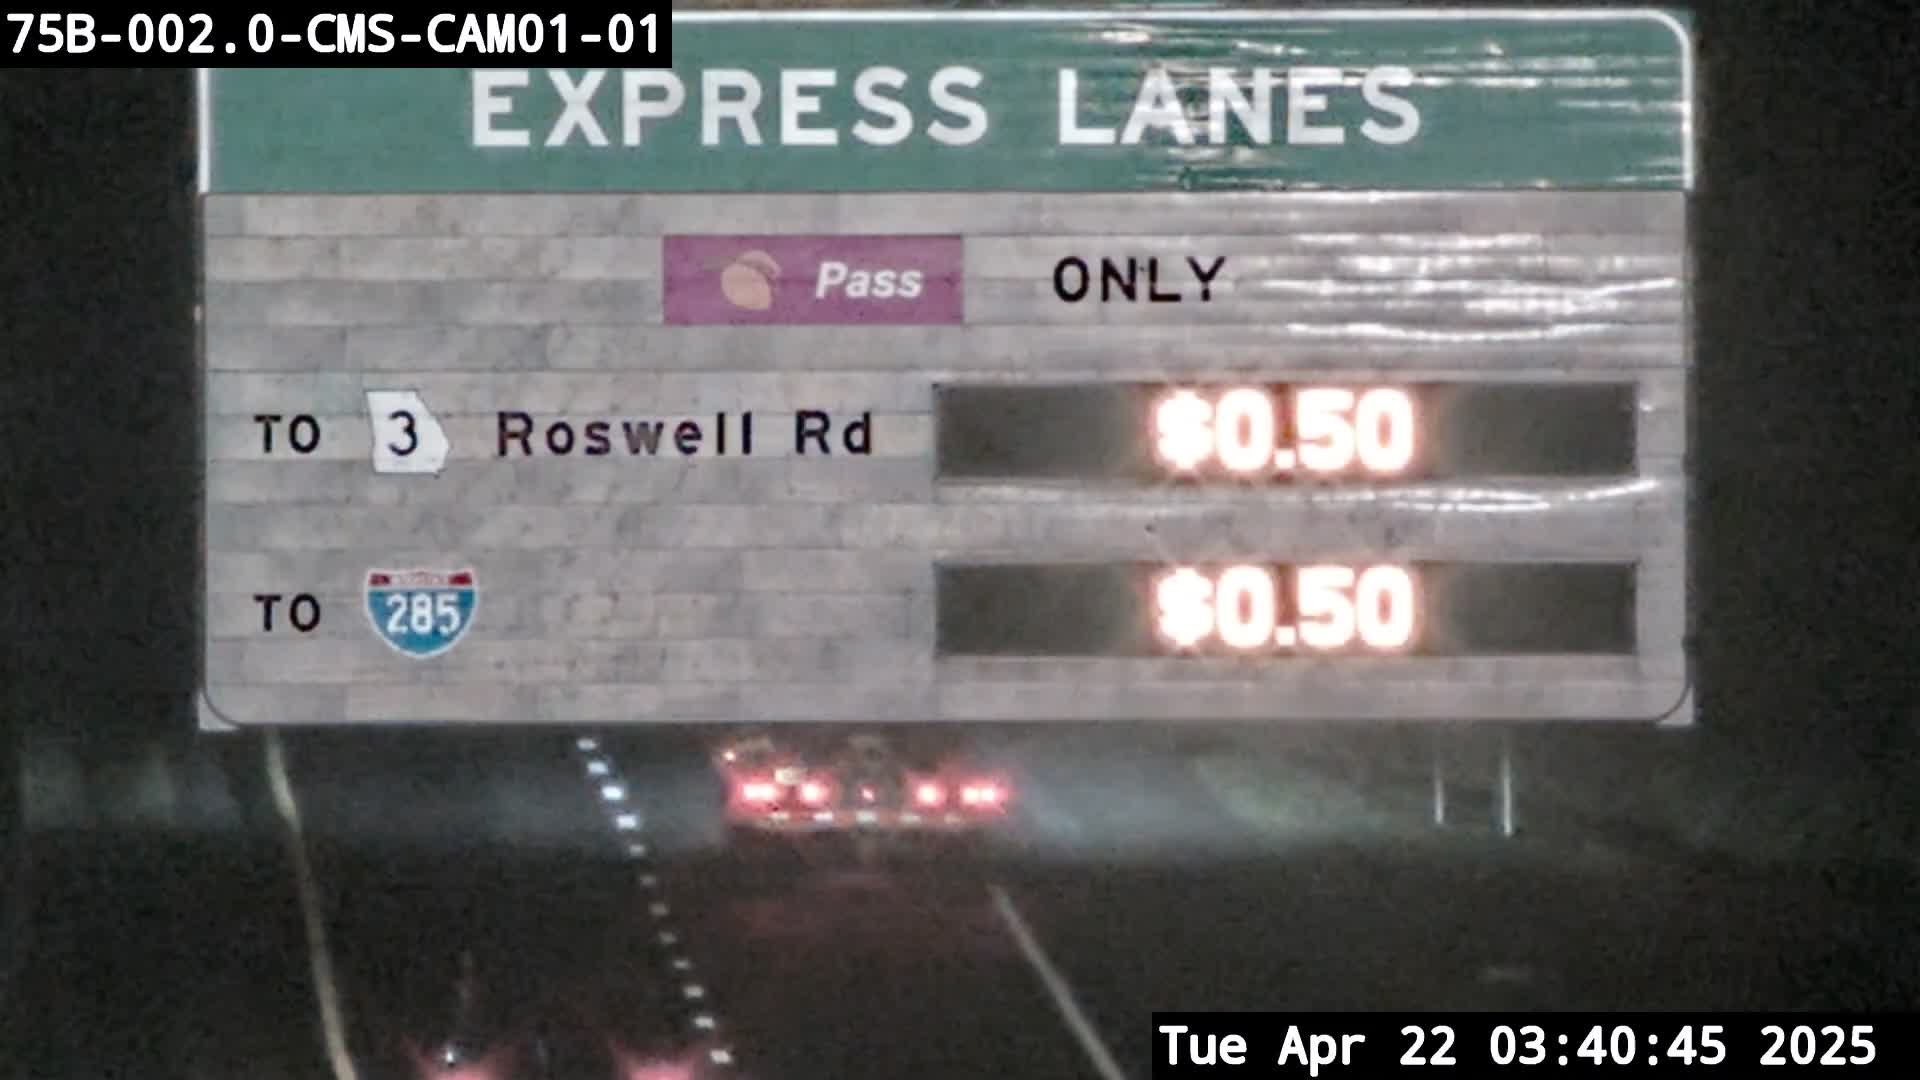 75B-002.0-CMS-CAM01-01
EXPRESS LANES
Pass ONLY
TO 3 Roswell Rd $0.50
TO 285 $0.50
Tue Apr 22 03:40:45 2025